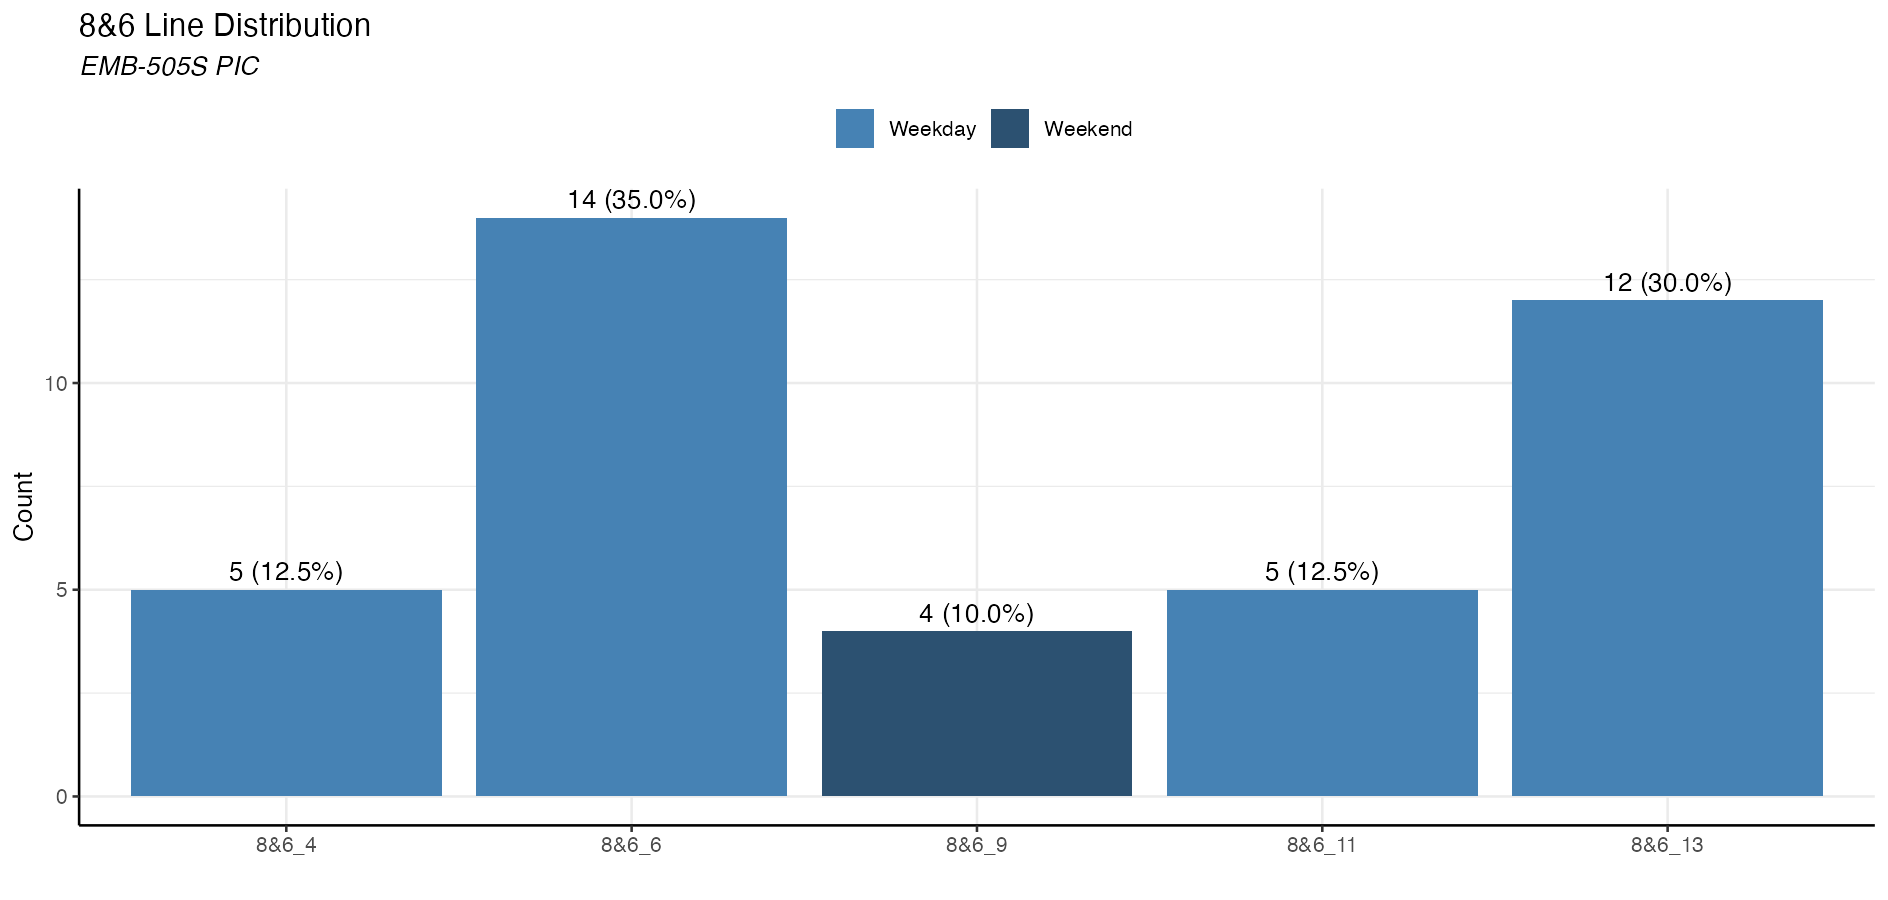 8&6 Line Distribution
EMB-505S PIC
Weekday Weekend
14 (35.0%)
12 (30.0%)
10
Count
5 (12.5%)
5 (12.5%)
5
4 (10.0%)
0
8&6_4 8&6_6 8&6_9 8&6_11 8&6_13